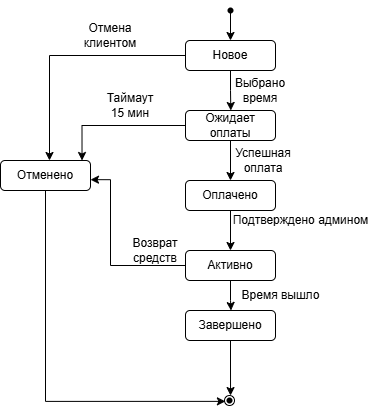 Отмена
клиентом
Новое
Выбрано
время
Таймаут
15 мин
Ожидает
оплаты
Успешная
оплата
Отменено
Оплачено
Подтверждено админом
Возврат
средств
Активно
Время вышло
Завершено